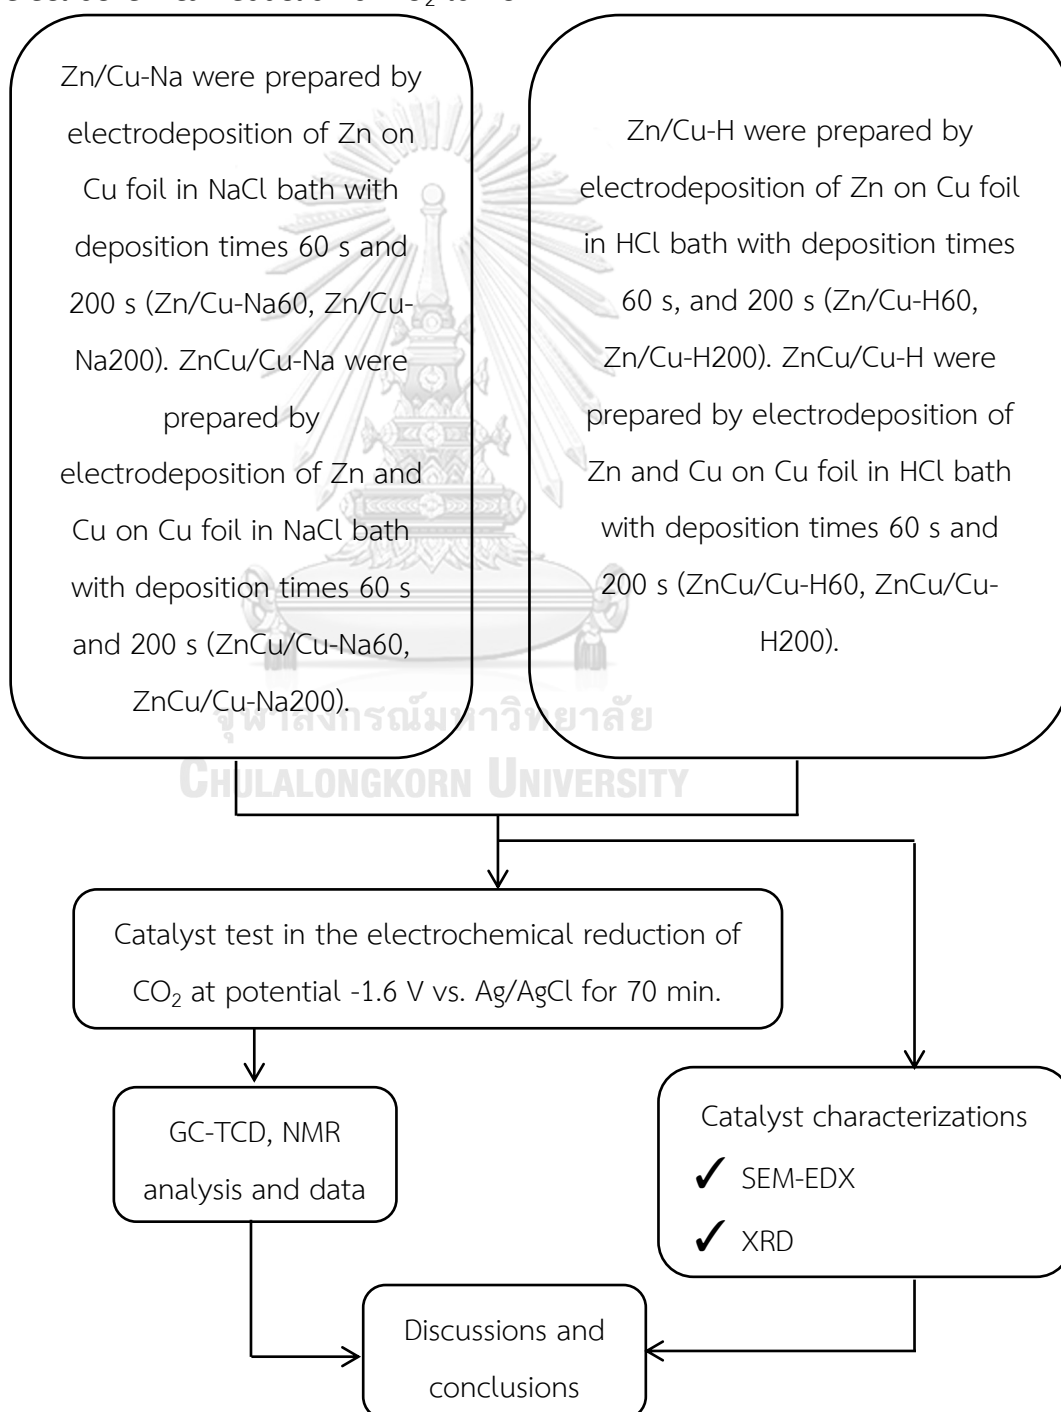 Zn/Cu-Na were prepared by
electrodeposition of Zn on
Cu foil in NaCl bath with
deposition times 60 s and
200 s (Zn/Cu-Na60, Zn/Cu-
Na200). ZnCu/Cu-Na were
prepared by
electrodeposition of Zn and
Cu on Cu foil in NaCl bath
with deposition times 60 s
and 200 s (ZnCu/Cu-Na60,
ZnCu/Cu-Na200).
Zn/Cu-H were prepared by
electrodeposition of Zn on Cu foil
in HCl bath with deposition times
60 s, and 200 s (Zn/Cu-H60,
Zn/Cu-H200). ZnCu/Cu-H were
prepared by electrodeposition of
Zn and Cu on Cu foil in HCl bath
with deposition times 60 s and
200 s (ZnCu/Cu-H60, ZnCu/Cu-
H200).
จุฬาลงกรณ์มหาวิทยาลัย
CHULALONGKORN UNIVERSITY
Catalyst test in the electrochemical reduction of
CO₂ at potential -1.6 V vs. Ag/AgCl for 70 min.
GC-TCD, NMR
analysis and data
Catalyst characterizations
✓ SEM-EDX
✓ XRD
Discussions and
conclusions